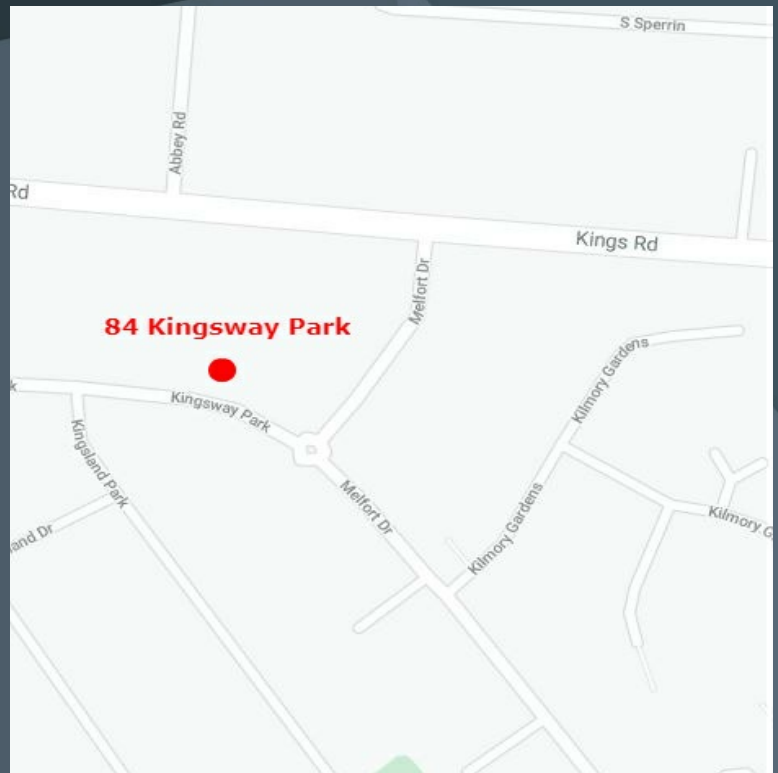 S Sperrin
Abbey Rd
Rd
Kings Rd
Melfort Dr
84 Kingsway Park
Kilmory Gardens
k
Kingsway Park
Kingsland Park
Melfort Dr
Kilmory Gardens
Kilmory G
land Dr